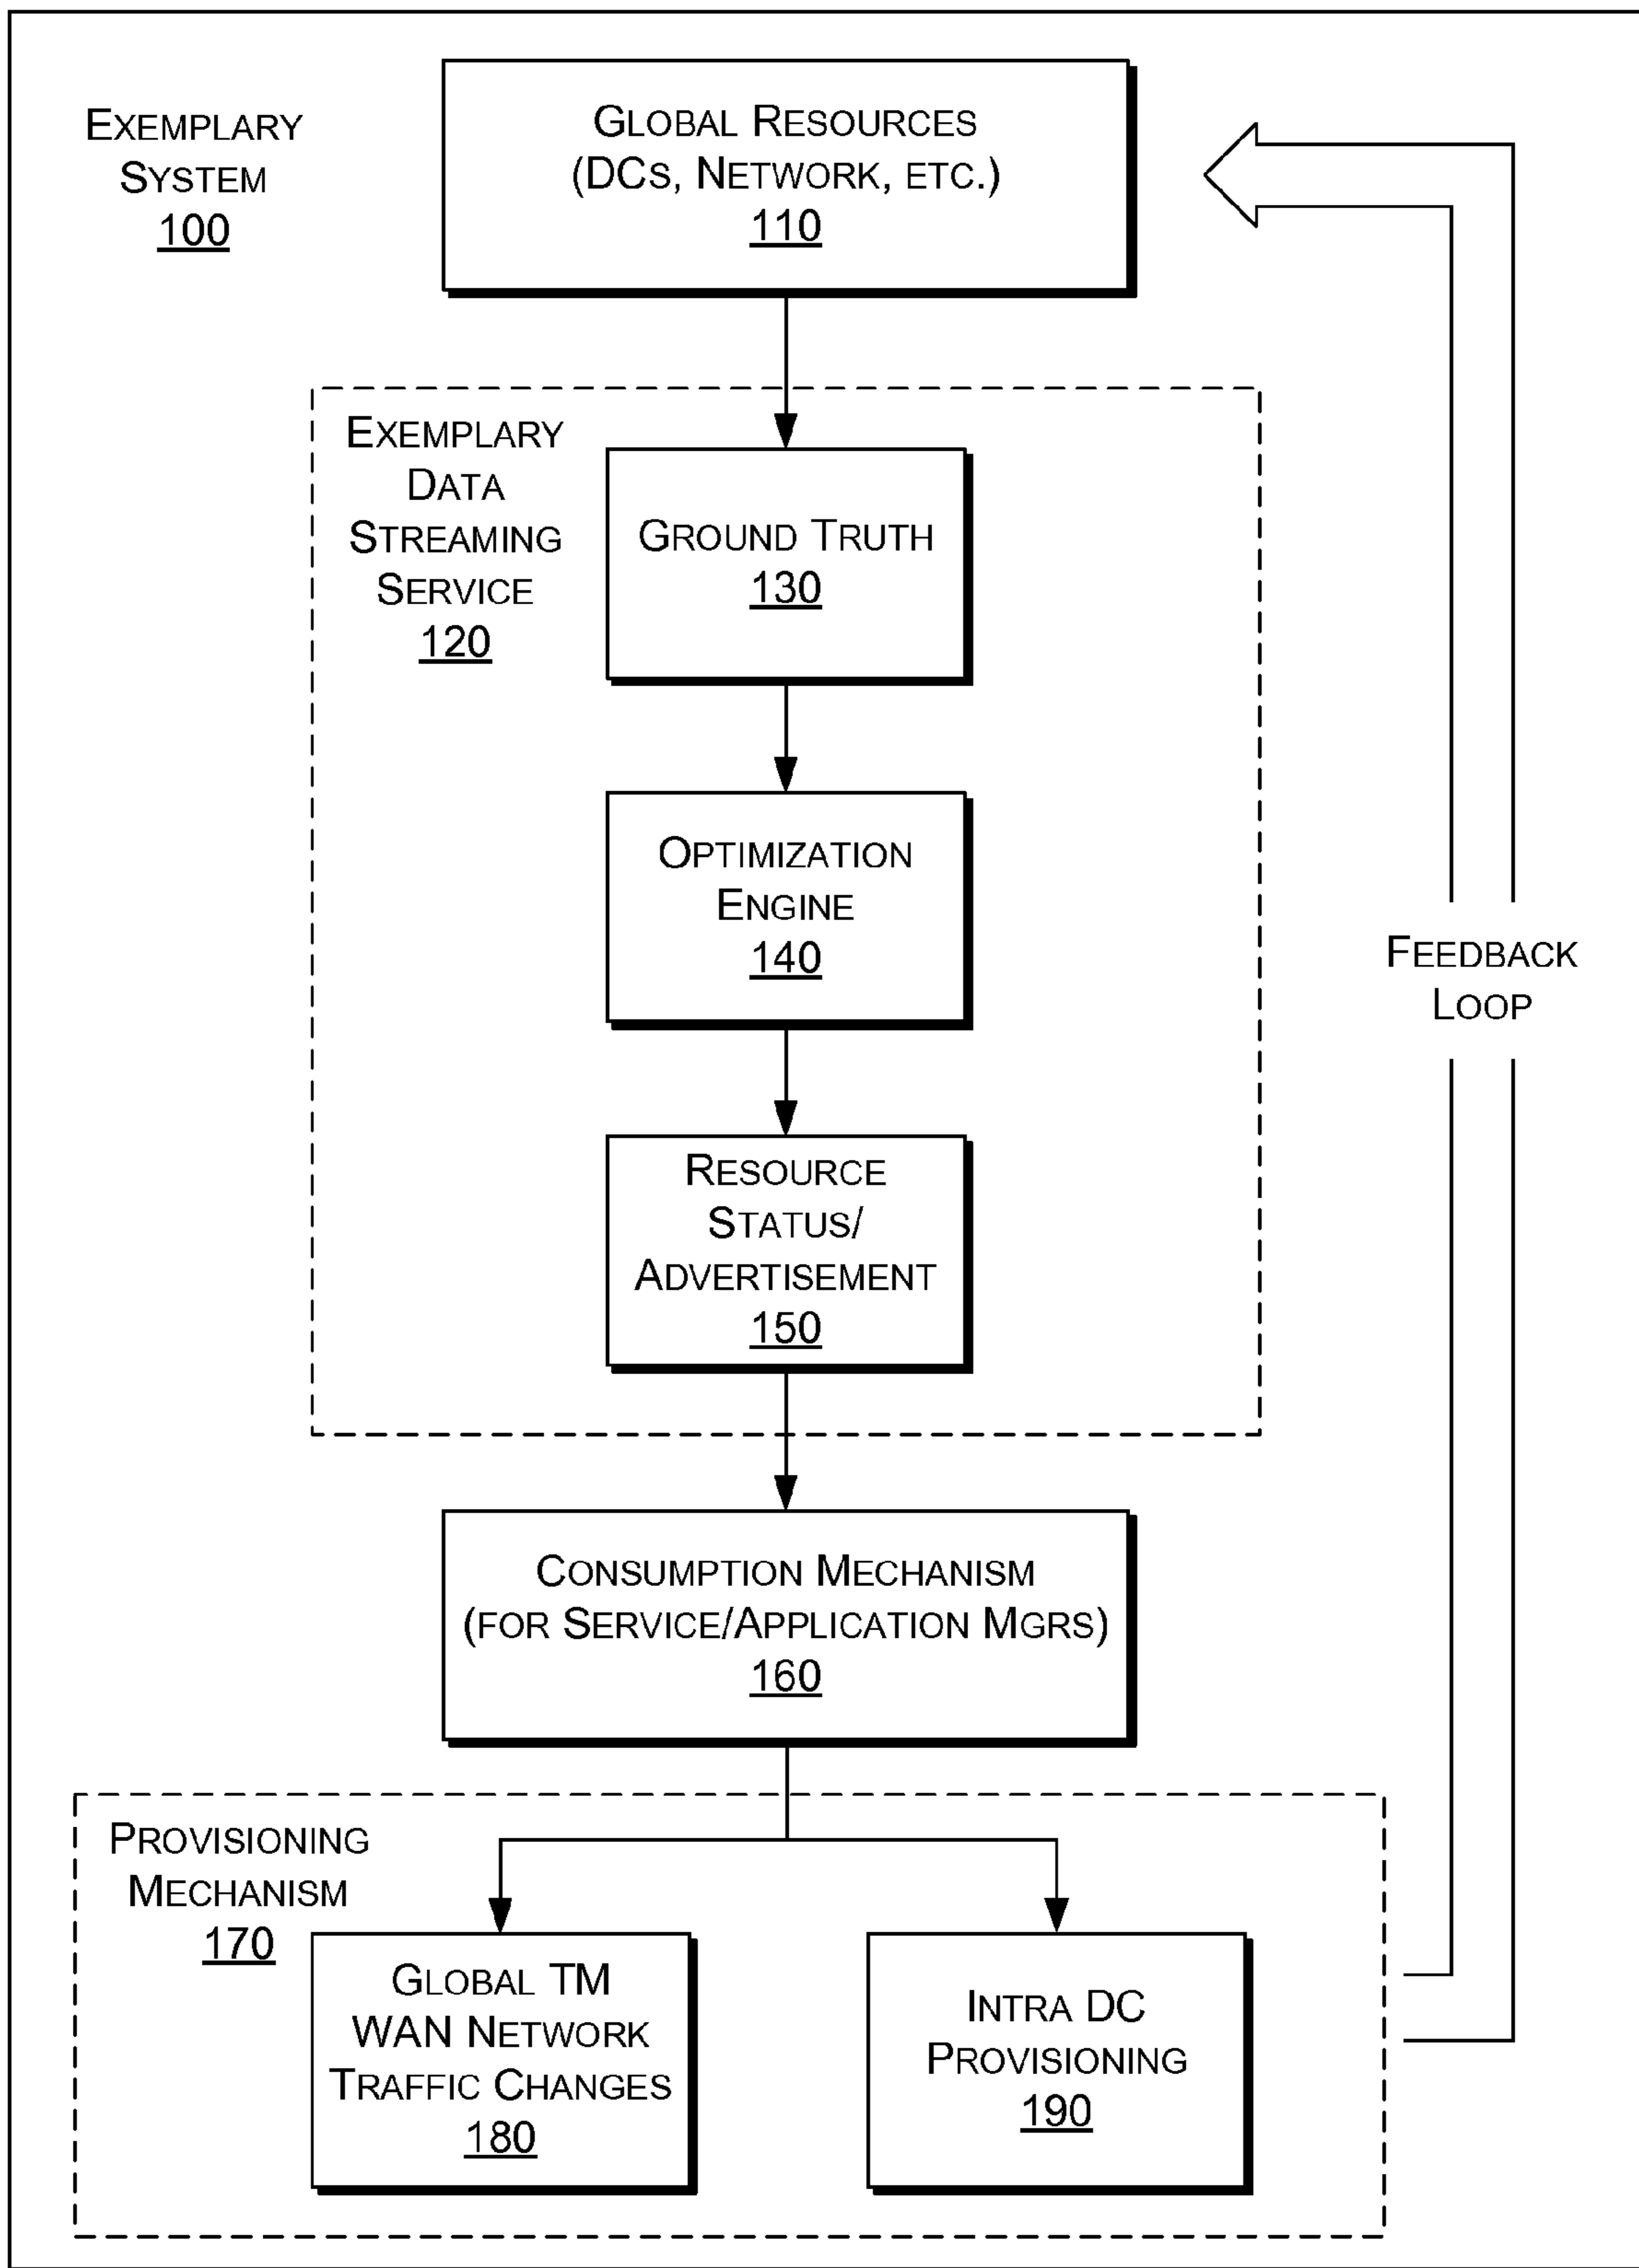 EXEMPLARY
SYSTEM
100
GLOBAL RESOURCES
(DCS, NETWORK, ETC.)
110
EXEMPLARY
DATA
STREAMING
SERVICE
120
GROUND TRUTH
130
OPTIMIZATION
ENGINE
140
FEEDBACK
LOOP
RESOURCE
STATUS/
ADVERTISEMENT
150
CONSUMPTION MECHANISM
(FOR SERVICE/APPLICATION MGRS)
160
PROVISIONING
MECHANISM
170
GLOBAL TM
WAN NETWORK
TRAFFIC CHANGES
180
INTRA DC
PROVISIONING
190